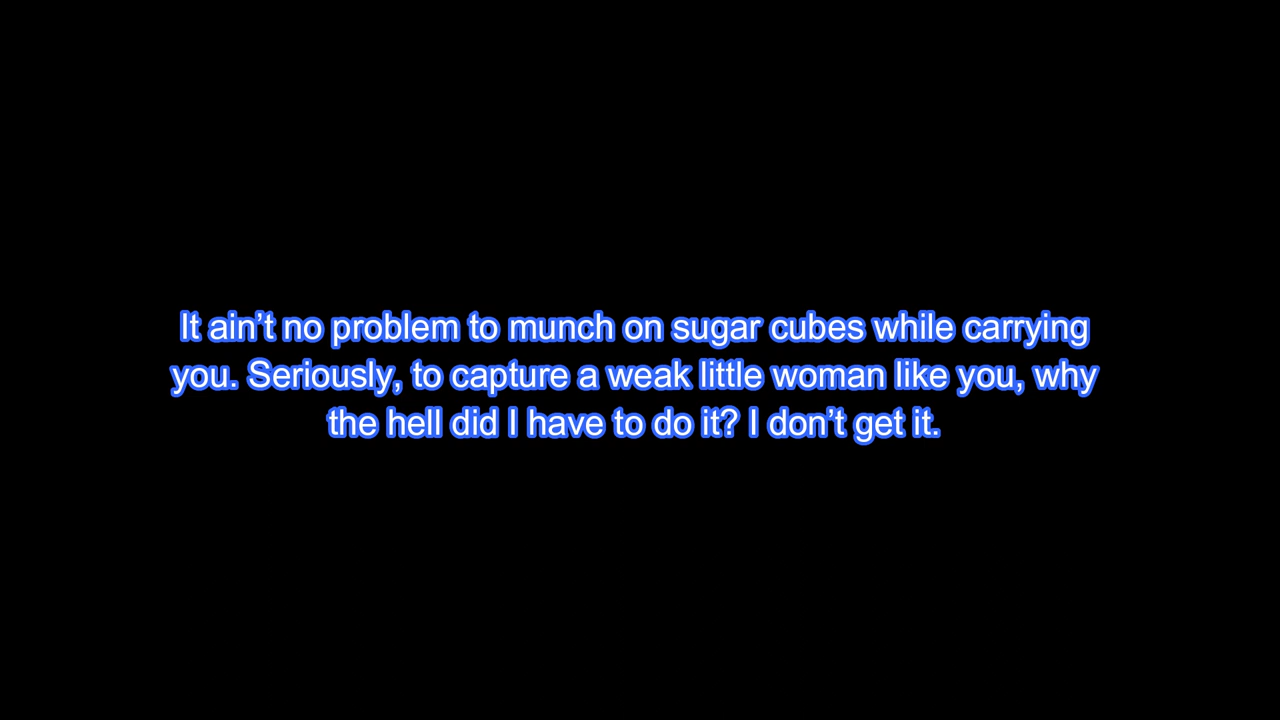 It ain’t no problem to munch on sugar cubes while carrying
you. Seriously, to capture a weak little woman like you, why
the hell did I have to do it? I don’t get it.